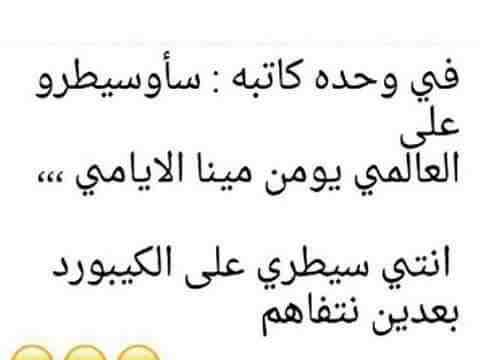 في وحده كاتبه : سأوسيطرو
على
العالمي يومن مينا الايامي ،،،
انتي سيطري على الكيبورد
بعدين نتفاهم